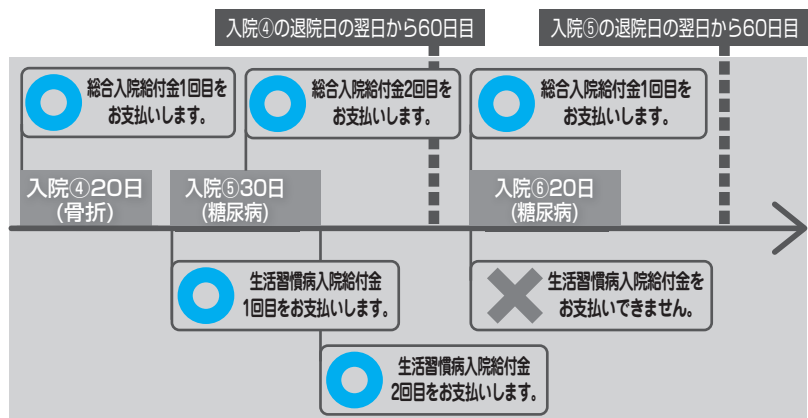 入院④の退院日の翌日から60日目
入院⑤の退院日の翌日から60日目
総合入院給付金1回目を
お支払いします。
総合入院給付金2回目を
お支払いします。
総合入院給付金1回目を
お支払いします。
入院④20日
(骨折)
入院⑤30日
(糖尿病)
入院⑥20日
(糖尿病)
生活習慣病入院給付金
1回目をお支払いします。
生活習慣病入院給付金を
お支払いできません。
生活習慣病入院給付金
2回目をお支払いします。